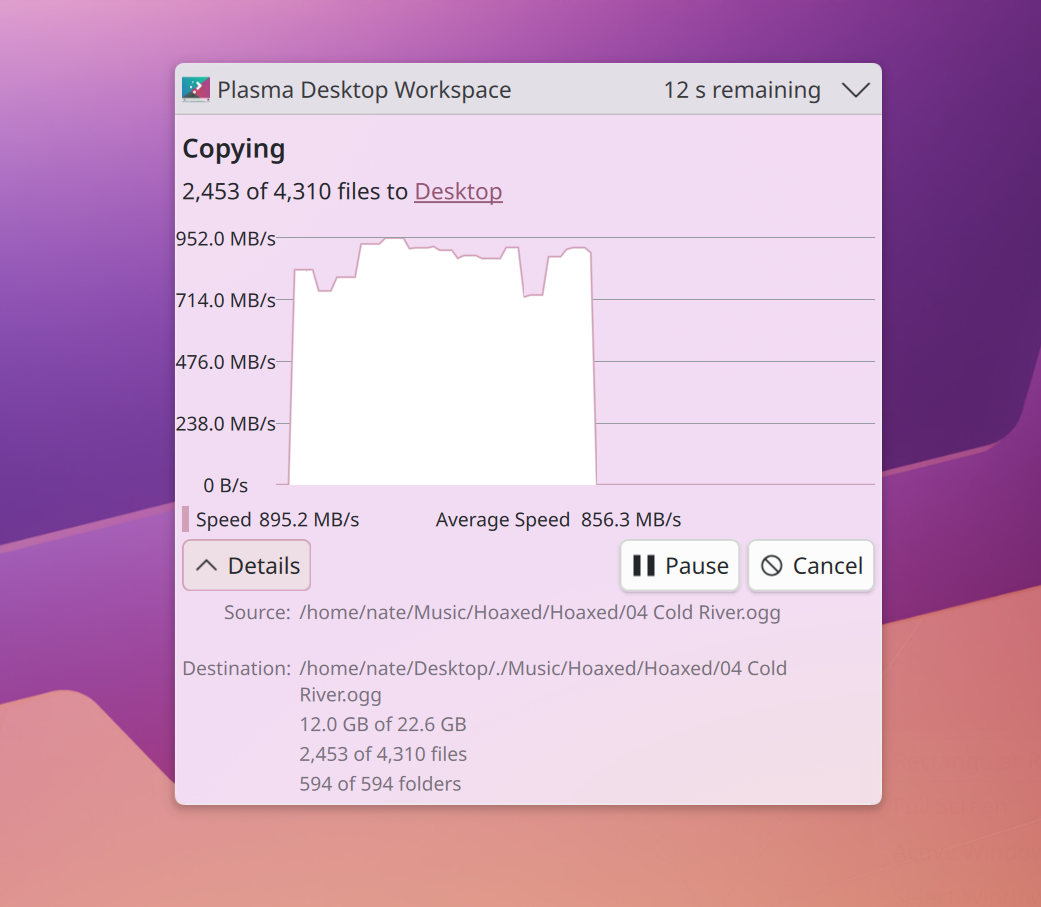 Plasma Desktop Workspace 12 s remaining
Copying
2,453 of 4,310 files to Desktop
952.0 MB/s
714.0 MB/s
476.0 MB/s
238.0 MB/s
0 B/s
Speed 895.2 MB/s Average Speed 856.3 MB/s
Details Pause Cancel
Source: /home/nate/Music/Hoaxed/Hoaxed/04 Cold River.ogg
Destination: /home/nate/Desktop/./Music/Hoaxed/Hoaxed/04 Cold
River.ogg
12.0 GB of 22.6 GB
2,453 of 4,310 files
594 of 594 folders